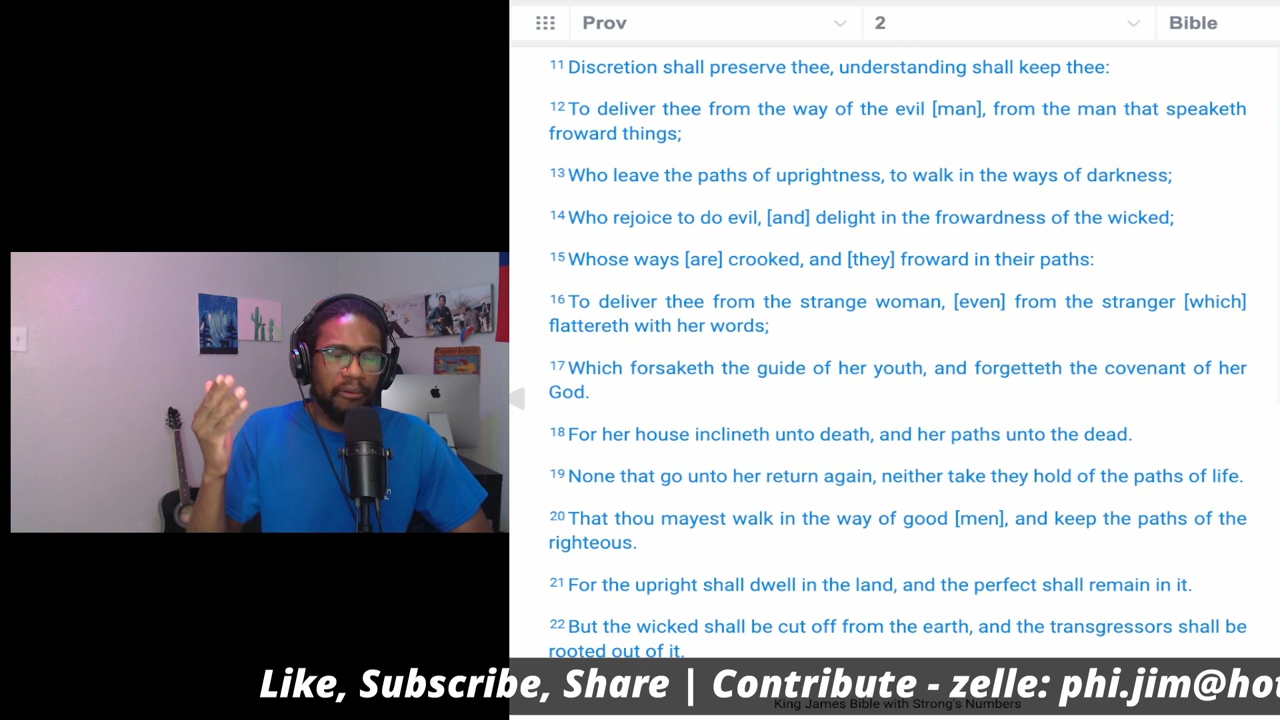 Prov
2
Bible
11 Discretion shall preserve thee, understanding shall keep thee:
12 To deliver thee from the way of the evil [man], from the man that speaketh
froward things;
13 Who leave the paths of uprightness, to walk in the ways of darkness;
14 Who rejoice to do evil, [and] delight in the frowardness of the wicked;
15 Whose ways [are] crooked, and [they] froward in their paths:
16 To deliver thee from the strange woman, [even] from the stranger [which]
flattereth with her words;
17 Which forsaketh the guide of her youth, and forgetteth the covenant of her
God.
18 For her house inclineth unto death, and her paths unto the dead.
19 None that go unto her return again, neither take they hold of the paths of life.
20 That thou mayest walk in the way of good [men], and keep the paths of the
righteous.
21 For the upright shall dwell in the land, and the perfect shall remain in it.
22 But the wicked shall be cut off from the earth, and the transgressors shall be
rooted out of it.
Like, Subscribe, Share | Contribute - zelle: phi.jim@hot
King James Bible with Strong's Numbers